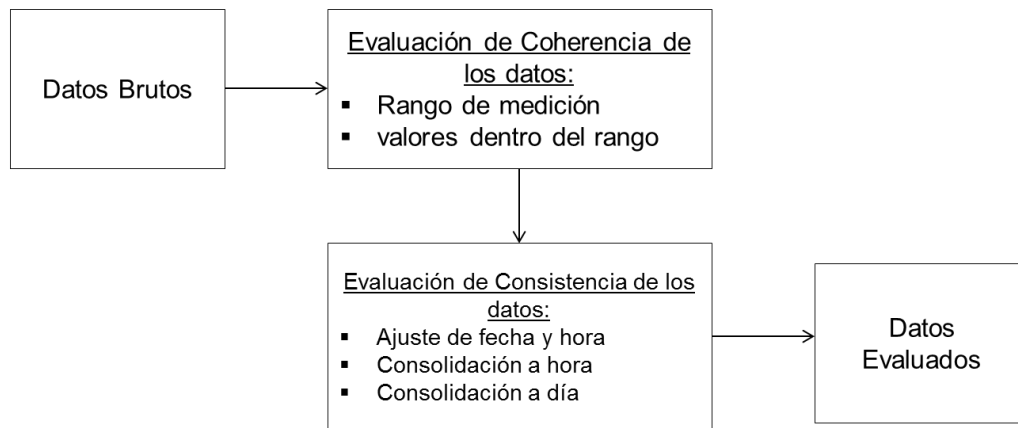 Datos Brutos
Evaluación de Coherencia de
los datos:
▪ Rango de medición
▪ valores dentro del rango
Evaluación de Consistencia de los
datos:
▪ Ajuste de fecha y hora
▪ Consolidación a hora
▪ Consolidación a día
Datos
Evaluados